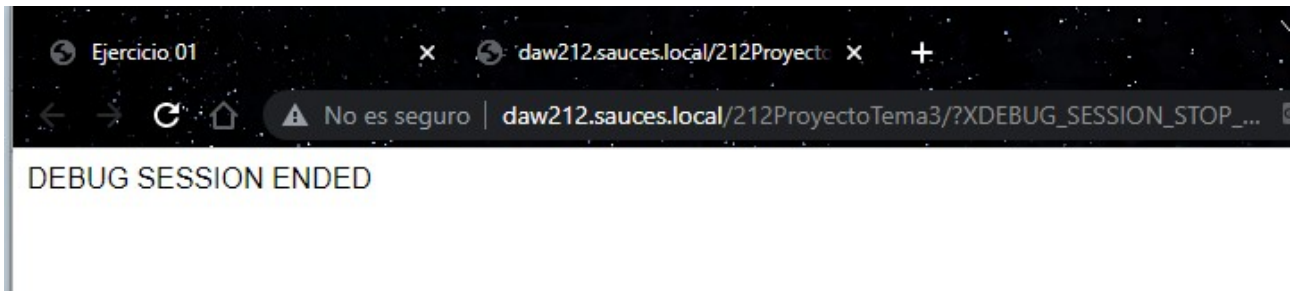 Ejercicio 01
daw212.sauces.local/212Proyecto
No es seguro | daw212.sauces.local/212ProyectoTema3/?XDEBUG_SESSION_STOP_...
DEBUG SESSION ENDED